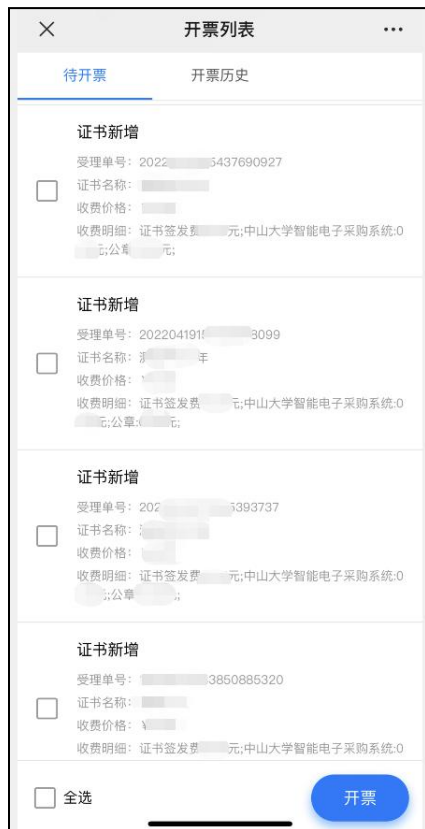 开票列表
待开票 开票历史
证书新增
受理单号：2022 5437690927
证书名称：
收费价格：
收费明细：证书签发费 元;中山大学智能电子采购系统:0
元;公章 元;
证书新增
受理单号：202204191 8099
证书名称： 年
收费价格：
收费明细：证书签发费 元;中山大学智能电子采购系统:0
元;公章: 元;
证书新增
受理单号：202 5393737
证书名称：
收费价格：
收费明细：证书签发费 元;中山大学智能电子采购系统:0
;公章 ;
证书新增
受理单号： 3850885320
证书名称：
收费价格：¥
收费明细：证书签发费 元;中山大学智能电子采购系统:0
全选 开票